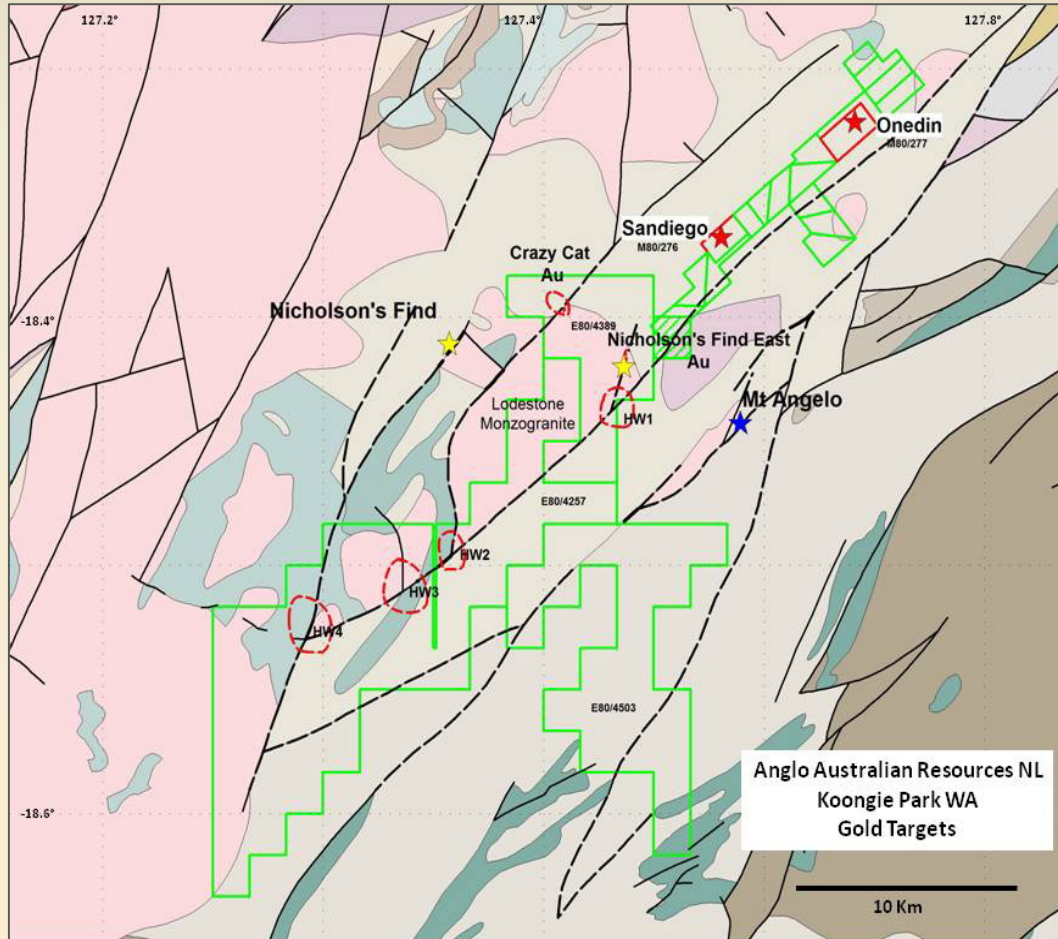 127.2°
127.4°
127.8°
Onedin
M80/277
Sandiego
M80/276
Crazy Cat
Au
Nicholson's Find
-18.4°
E80/4389
Nicholson's Find East
Au
Mt Angelo
Lodestone
Monzogranite
HW1
E80/4257
HW2
HW3
HW4
E80/4503
Anglo Australian Resources NL
Koongie Park WA
Gold Targets
-18.6°
10 Km